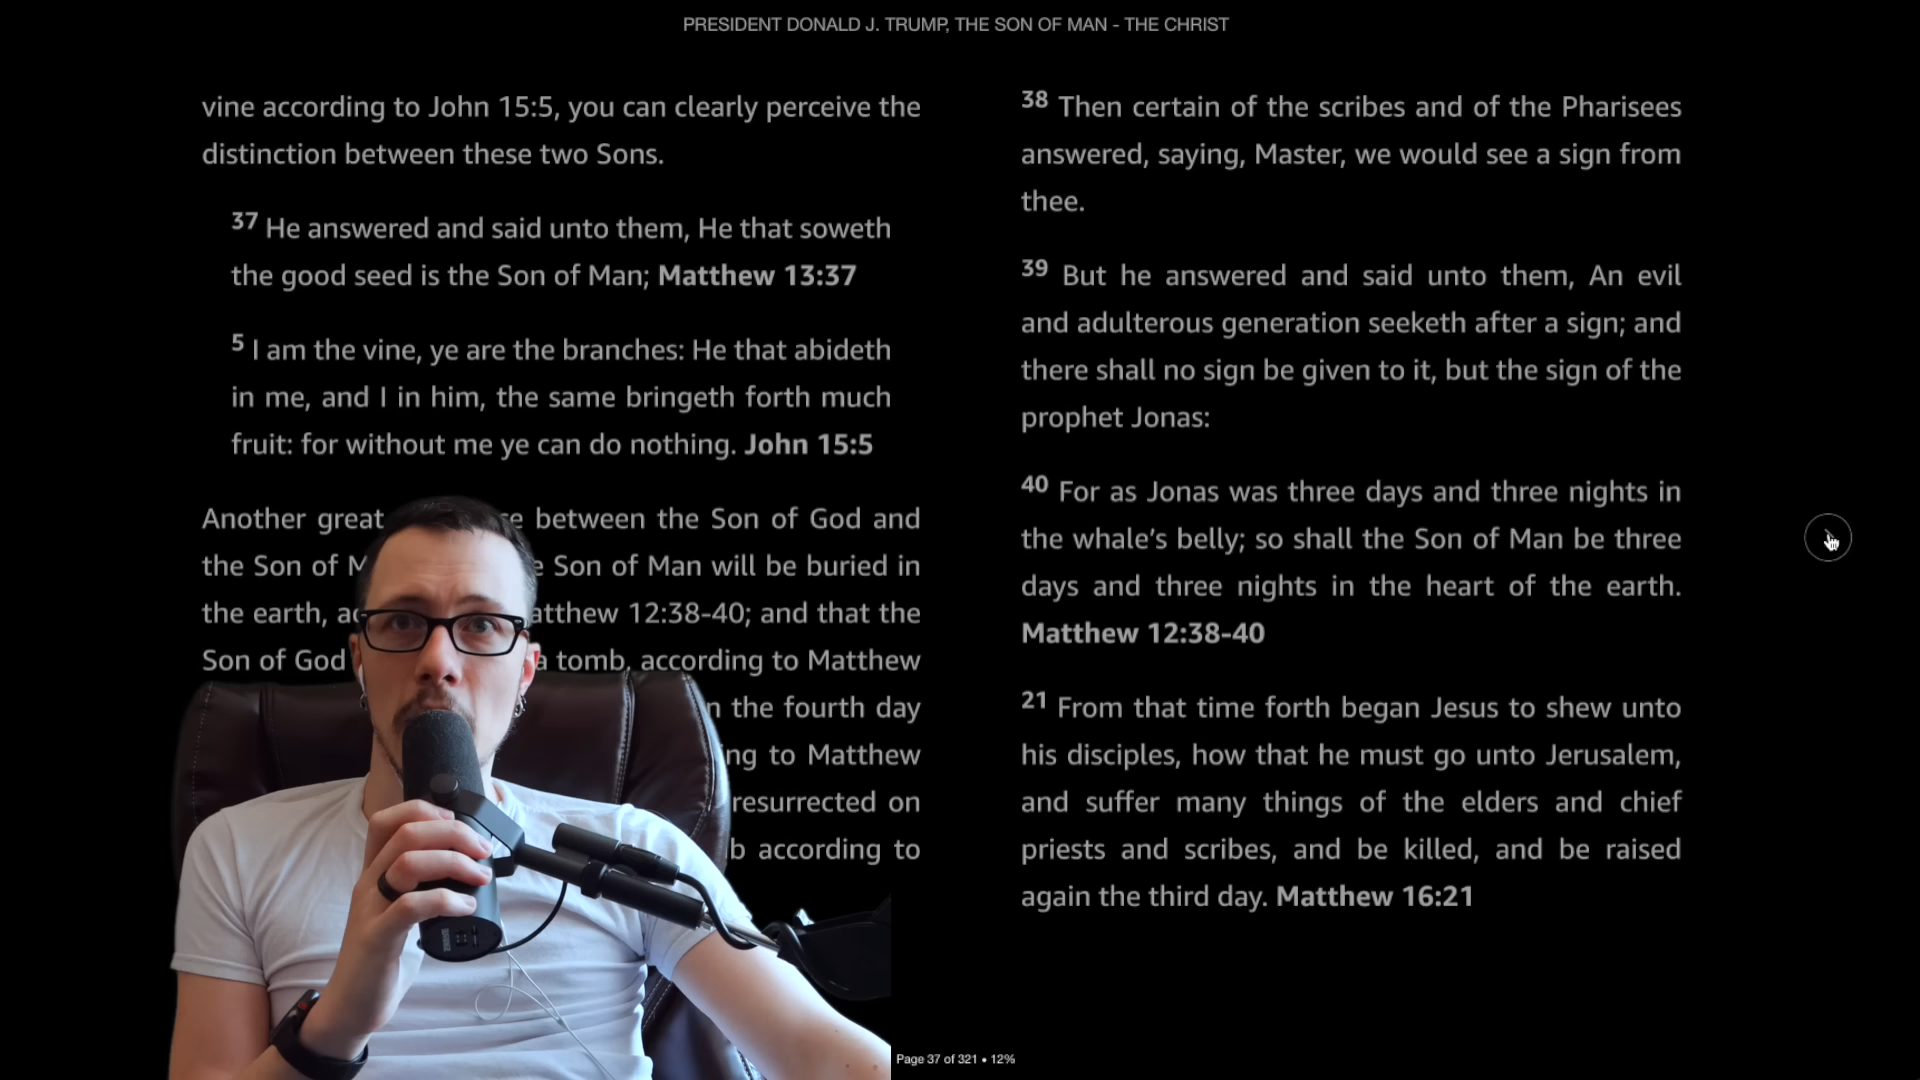 PRESIDENT DONALD J. TRUMP, THE SON OF MAN - THE CHRIST
vine according to John 15:5, you can clearly perceive the
distinction between these two Sons.
37 He answered and said unto them, He that soweth
the good seed is the Son of Man; Matthew 13:37
5 I am the vine, ye are the branches: He that abideth
in me, and I in him, the same bringeth forth much
fruit: for without me ye can do nothing. John 15:5
Another great between the Son of God and
the Son of Son of Man will be buried in
the earth, 12:38-40; and that the
Son of God a tomb, according to Matthew
the fourth day
to Matthew
resurrected on
according to
38 Then certain of the scribes and of the Pharisees
answered, saying, Master, we would see a sign from
thee.
39 But he answered and said unto them, An evil
and adulterous generation seeketh after a sign; and
there shall no sign be given to it, but the sign of the
prophet Jonas:
40 For as Jonas was three days and three nights in
the whale's belly; so shall the Son of Man be three
days and three nights in the heart of the earth.
Matthew 12:38-40
21 From that time forth began Jesus to shew unto
his disciples, how that he must go unto Jerusalem,
and suffer many things of the elders and chief
priests and scribes, and be killed, and be raised
again the third day. Matthew 16:21
Page 37 of 321 • 12%